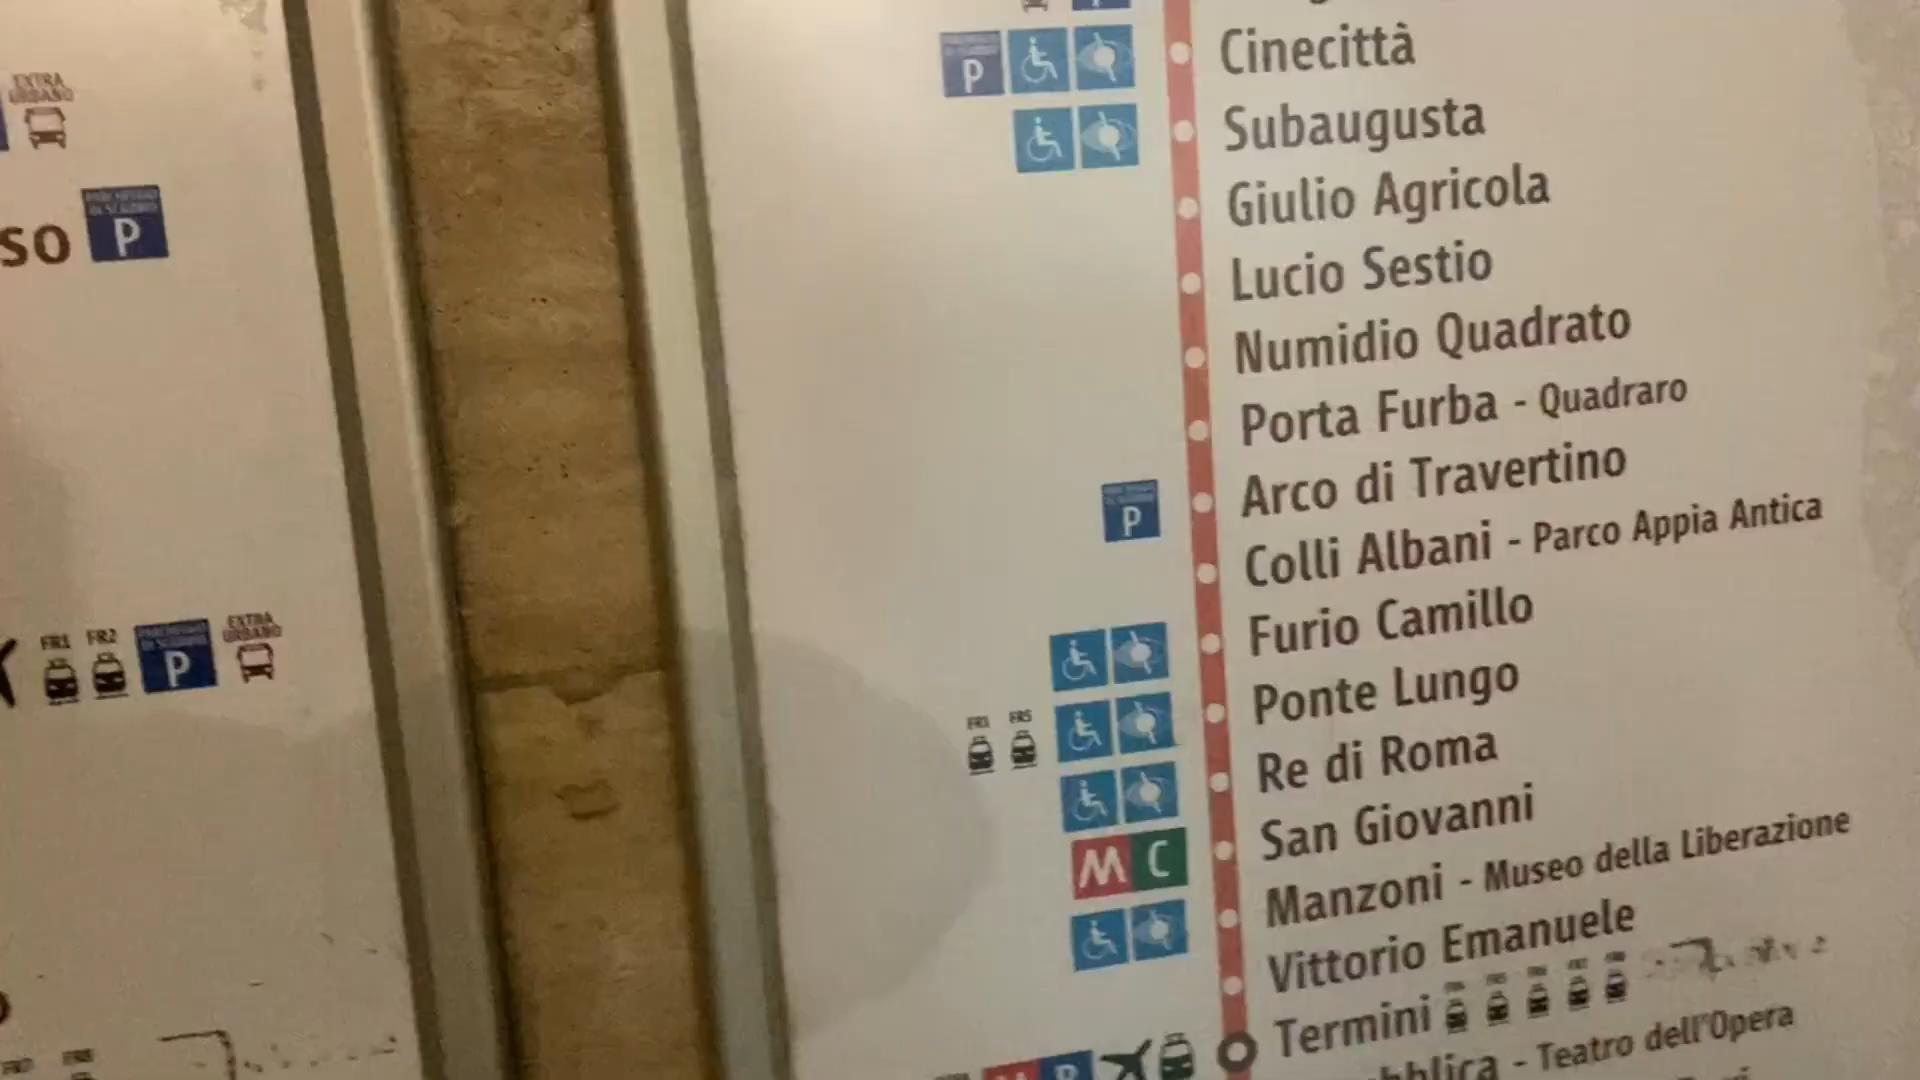 EXTRA
URBANO
SO
P
FR1 FR2
P
EXTRA
URBANO
P
Cinecittà
Subaugusta
Giulio Agricola
Lucio Sestio
Numidio Quadrato
Porta Furba - Quadraro
P
Arco di Travertino
Colli Albani - Parco Appia Antica
Furio Camillo
FR1 FR5
Ponte Lungo
Re di Roma
M C
San Giovanni
Manzoni - Museo della Liberazione
Vittorio Emanuele
Termini
- Teatro dell'Opera